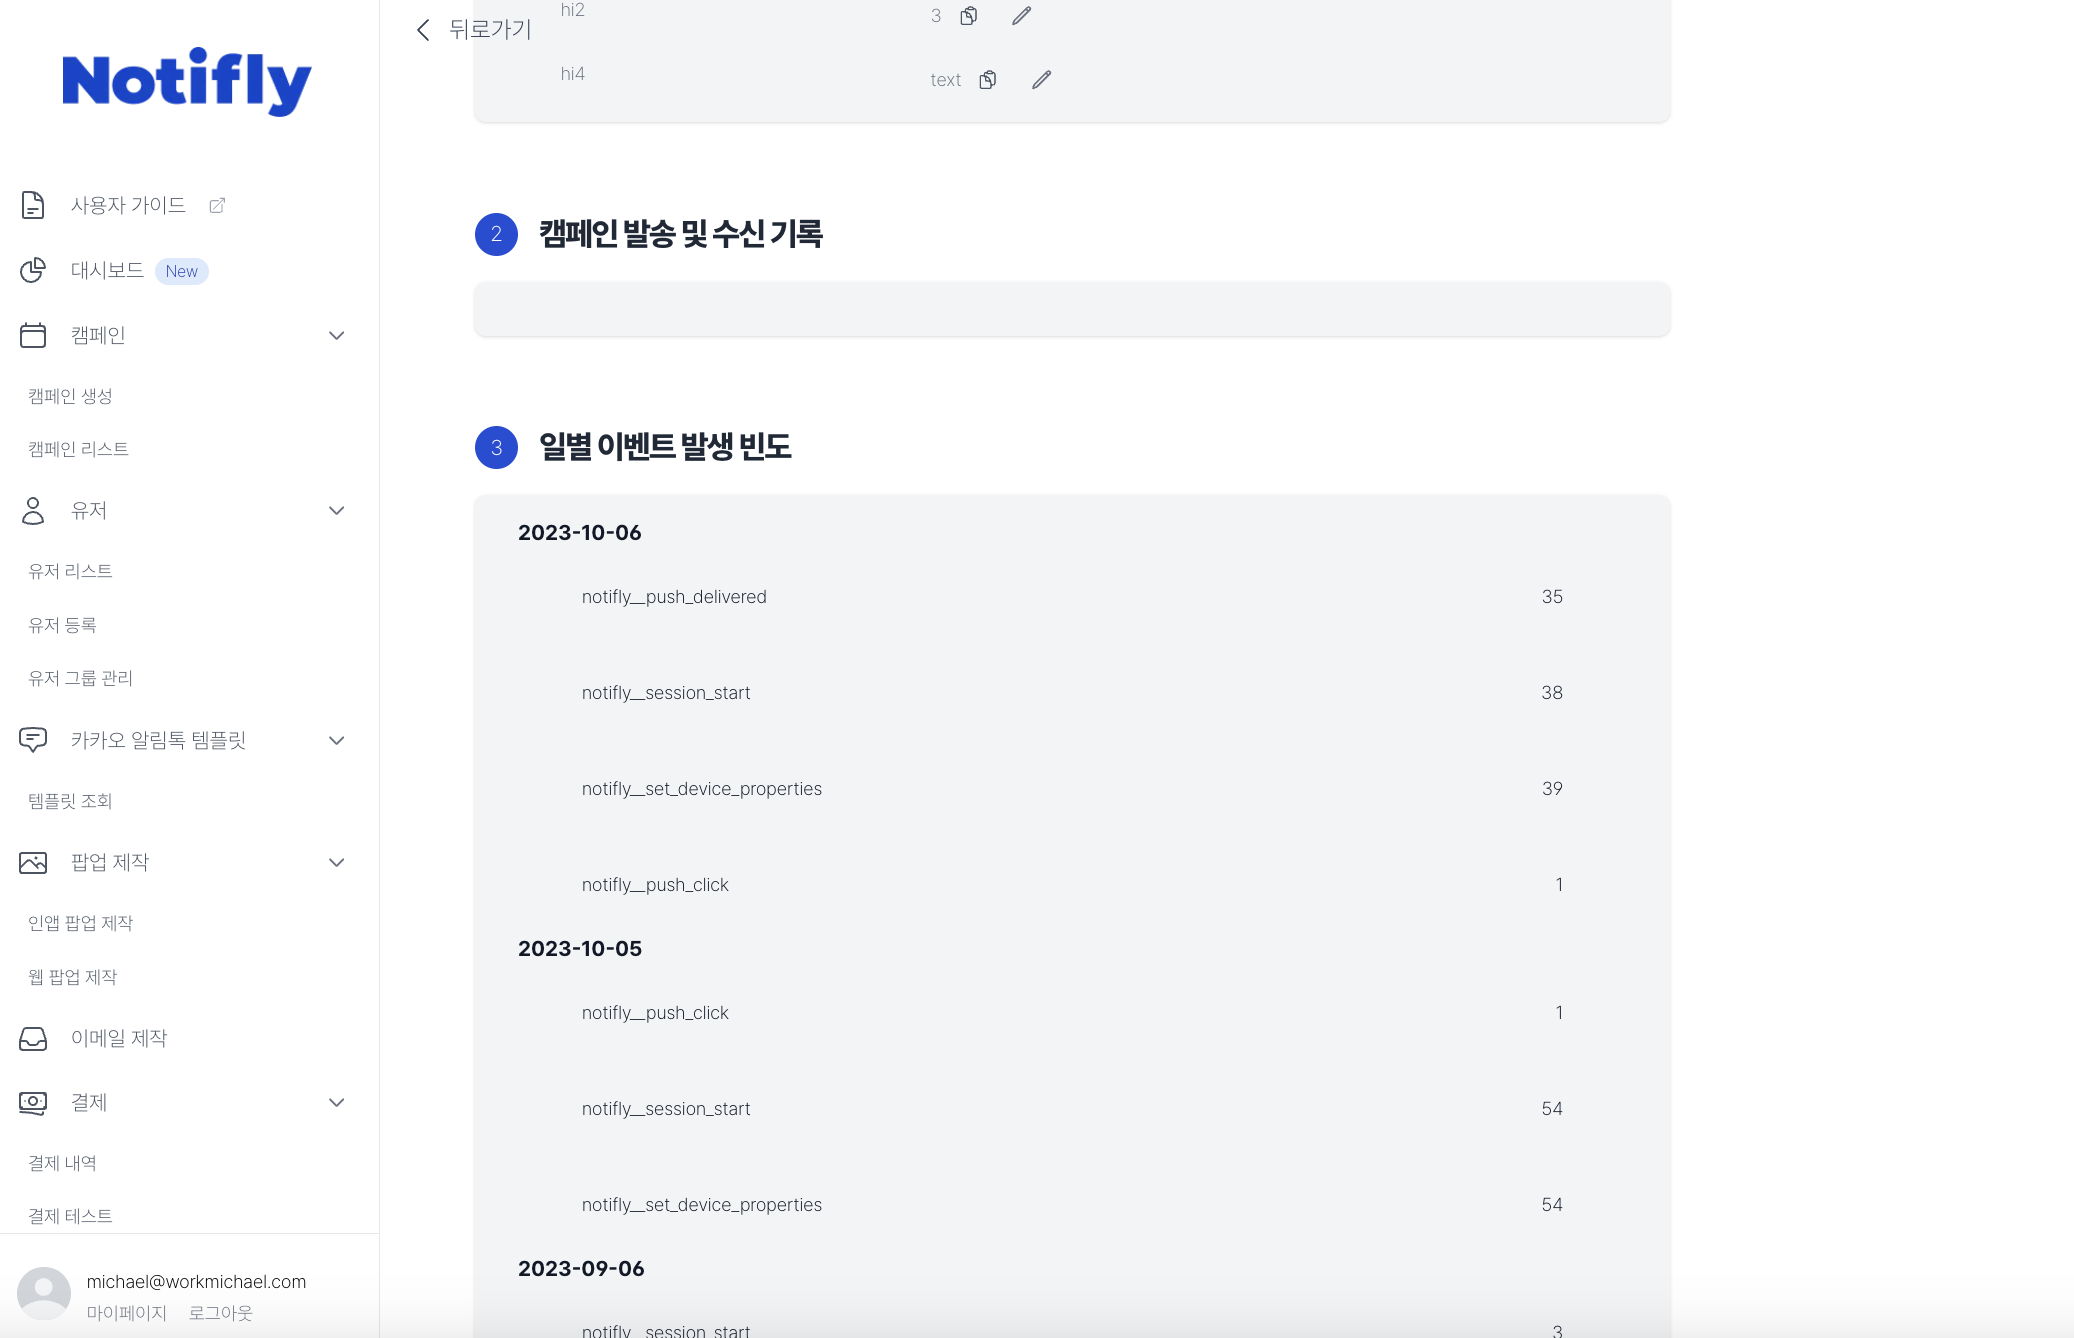 Notifly
사용자 가이드
대시보드 New
캠페인
캠페인 생성
캠페인 리스트
유저
유저 리스트
유저 등록
유저 그룹 관리
카카오 알림톡 템플릿
템플릿 조회
팝업 제작
인앱 팝업 제작
웹 팝업 제작
이메일 제작
결제
결제 내역
결제 테스트
michael@workmichael.com
마이페이지 로그아웃
뒤로가기
hi2 3
hi4 text
2 캠페인 발송 및 수신 기록
3 일별 이벤트 발생 빈도
2023-10-06
notifly__push_delivered 35
notifly__session_start 38
notifly__set_device_properties 39
notifly__push_click 1
2023-10-05
notifly__push_click 1
notifly__session_start 54
notifly__set_device_properties 54
2023-09-06
notifly__session_start 3